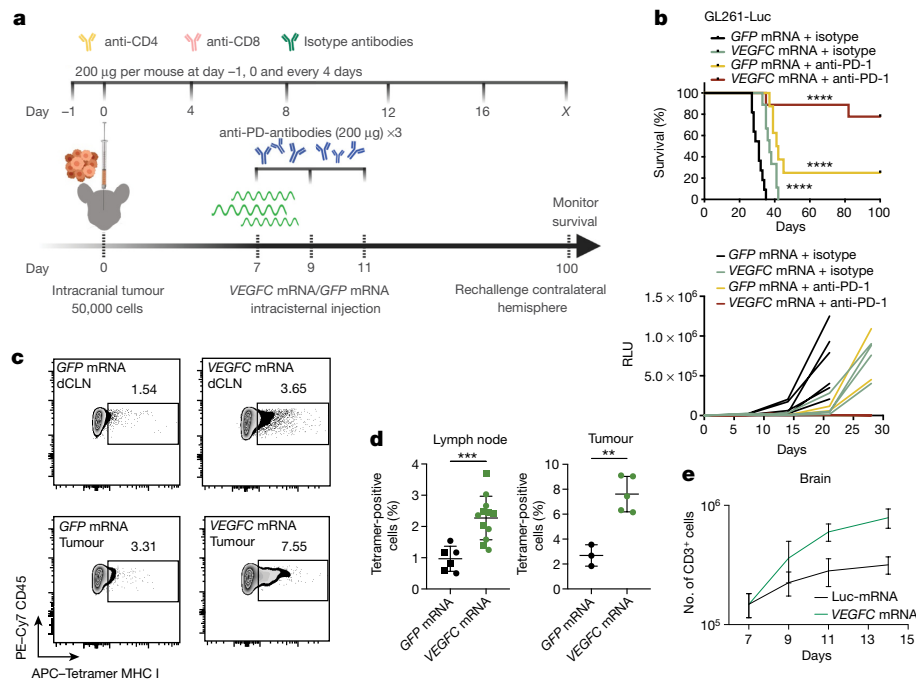 a
anti-CD4
anti-CD8
Isotype antibodies
200 µg per mouse at day –1, 0 and every 4 days
Day –1 0 4 8 12 16 X
anti-PD-antibodies (200 µg) ×3
Monitor
survival
Day 0 7 9 11 100
Intracranial tumour
50,000 cells
VEGFC mRNA/GFP mRNA
intracisternal injection
Rechallenge contralateral
hemisphere
b
GL261-Luc
GFP mRNA + isotype
VEGFC mRNA + isotype
GFP mRNA + anti-PD-1
VEGFC mRNA + anti-PD-1
Survival (%)
100
80
60
40
20
0
****
****
****
0 20 40 60 80 100
Days
GFP mRNA + isotype
VEGFC mRNA + isotype
GFP mRNA + anti-PD-1
VEGFC mRNA + anti-PD-1
RLU
1.5 × 10⁶
1.0 × 10⁶
5.0 × 10⁵
0
0 5 10 15 20 25 30
Days
c
GFP mRNA
dCLN
1.54
VEGFC mRNA
dCLN
3.65
GFP mRNA
Tumour
3.31
VEGFC mRNA
Tumour
7.55
PE–Cy7 CD45
APC–Tetramer MHC I
d
Lymph node
***
Tetramer-positive
cells (%)
4
3
2
1
0
GFP mRNA
VEGFC mRNA
Tumour
**
Tetramer-positive
cells (%)
10
8
6
4
2
0
GFP mRNA
VEGFC mRNA
e
Brain
No. of CD3⁺ cells
10⁶
10⁵
Luc-mRNA
VEGFC mRNA
7 9 11 13 15
Days